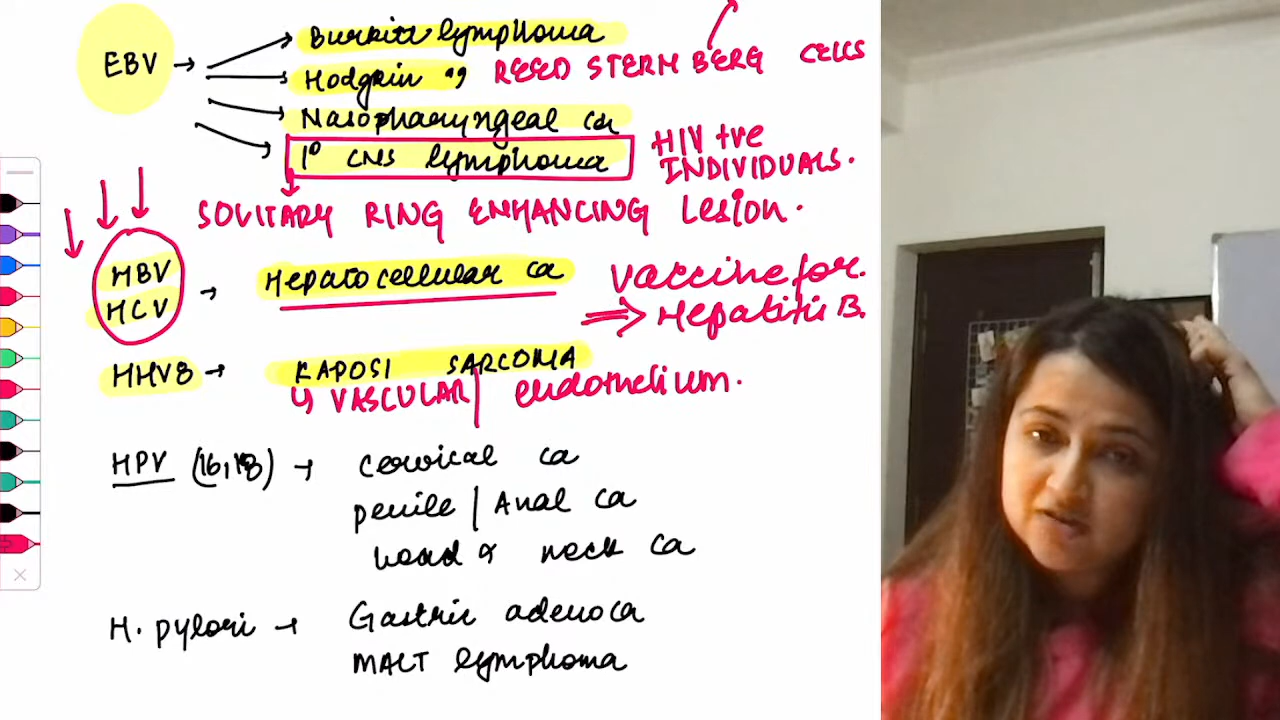 EBV → Burkitt lymphoma
Hodgkin " REED STERMBERG CELLS
Nasopharyngeal ca
1° CNS lymphoma HIV +ve
INDIVIDUALS.
SOLITARY RING ENHANCING LESION.
HBV
HCV → Hepatocellular ca
Vaccine for.
⇒ Hepatitis B.
HHV8 → KAPOSI SARCOMA
↳ VASCULAR | endothelium.
HPV (16,18) → cervical ca
penile | Anal ca
head & neck ca
H. pylori → Gastric adenoca
MALT lymphoma